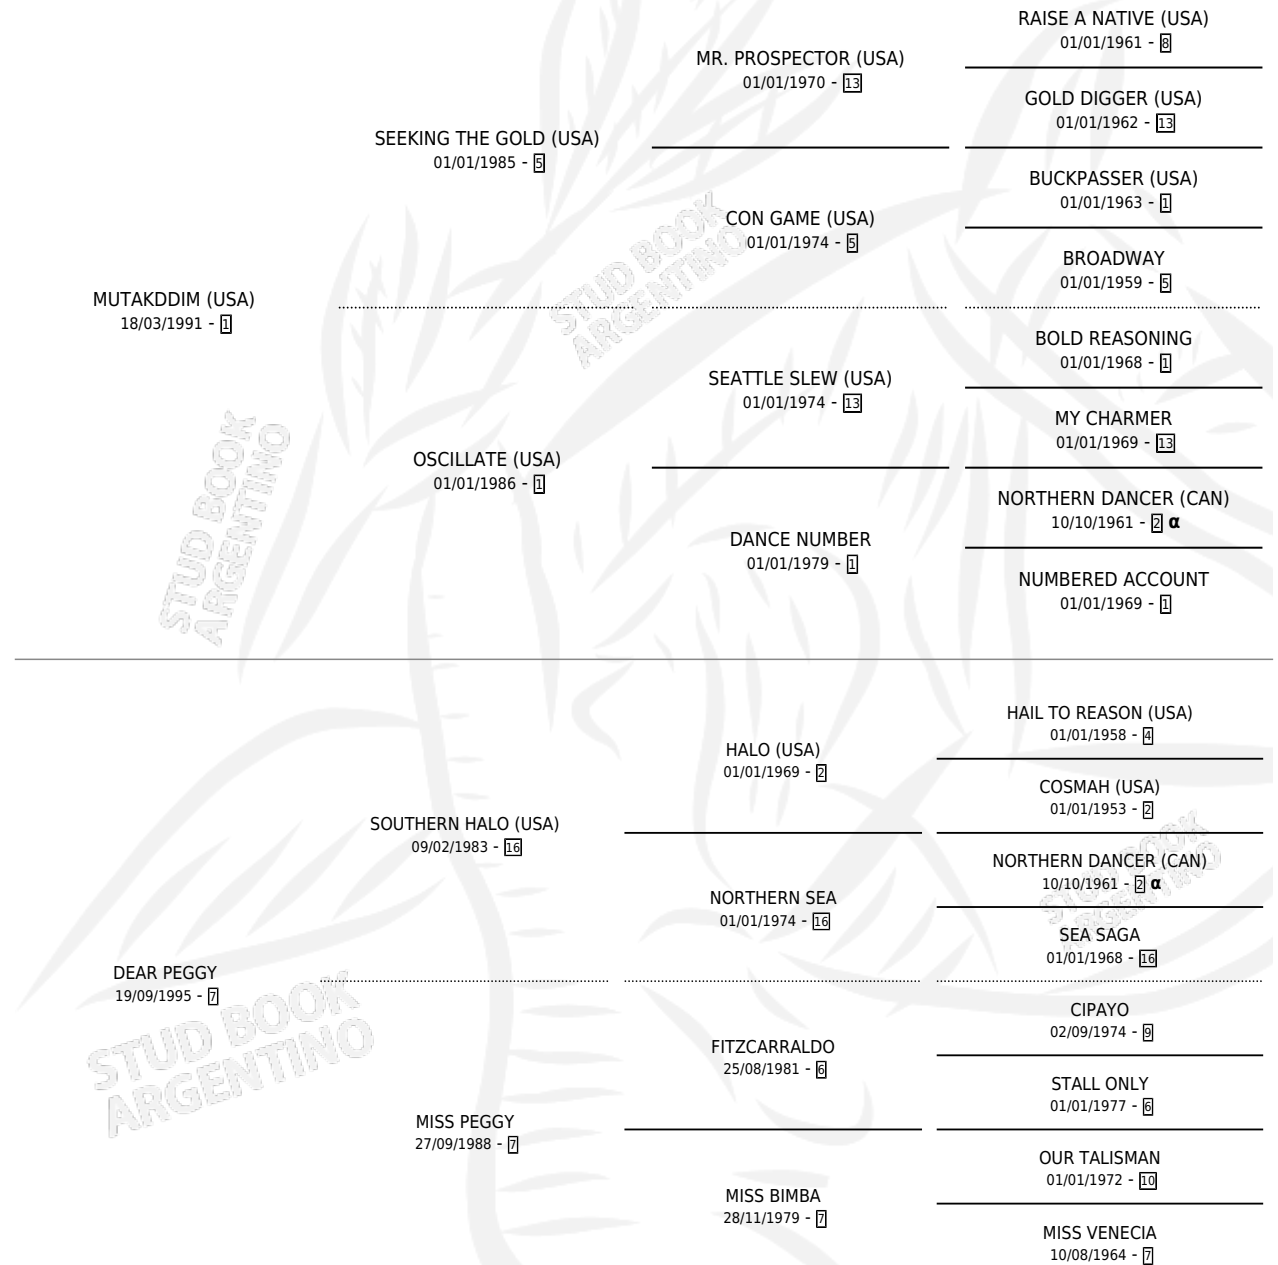 RAISE A NATIVE (USA)
01/01/1961 - 8
MR. PROSPECTOR (USA)
01/01/1970 - 13
GOLD DIGGER (USA)
01/01/1962 - 13
SEEKING THE GOLD (USA)
01/01/1985 - 5
BUCKPASSER (USA)
01/01/1963 - 1
CON GAME (USA)
01/01/1974 - 5
BROADWAY
01/01/1959 - 5
MUTAKDDIM (USA)
18/03/1991 - 1
BOLD REASONING
01/01/1968 - 1
SEATTLE SLEW (USA)
01/01/1974 - 13
MY CHARMER
01/01/1969 - 13
OSCILLATE (USA)
01/01/1986 - 1
NORTHERN DANCER (CAN)
10/10/1961 - 2 α
DANCE NUMBER
01/01/1979 - 1
NUMBERED ACCOUNT
01/01/1969 - 1
HAIL TO REASON (USA)
01/01/1958 - 4
HALO (USA)
01/01/1969 - 2
COSMAH (USA)
01/01/1953 - 2
SOUTHERN HALO (USA)
09/02/1983 - 16
NORTHERN DANCER (CAN)
10/10/1961 - 2 α
NORTHERN SEA
01/01/1974 - 16
SEA SAGA
01/01/1968 - 16
DEAR PEGGY
19/09/1995 - 7
CIPAYO
02/09/1974 - 9
FITZCARRALDO
25/08/1981 - 6
STALL ONLY
01/01/1977 - 6
MISS PEGGY
27/09/1988 - 7
OUR TALISMAN
01/01/1972 - 10
MISS BIMBA
28/11/1979 - 7
MISS VENECIA
10/08/1964 - 7
STUD BOOK
ARGENTINO
STUD BOOK
ARGENTINO
STUD BOOK
ARGENTINO
STUD BOOK
ARGENTINO